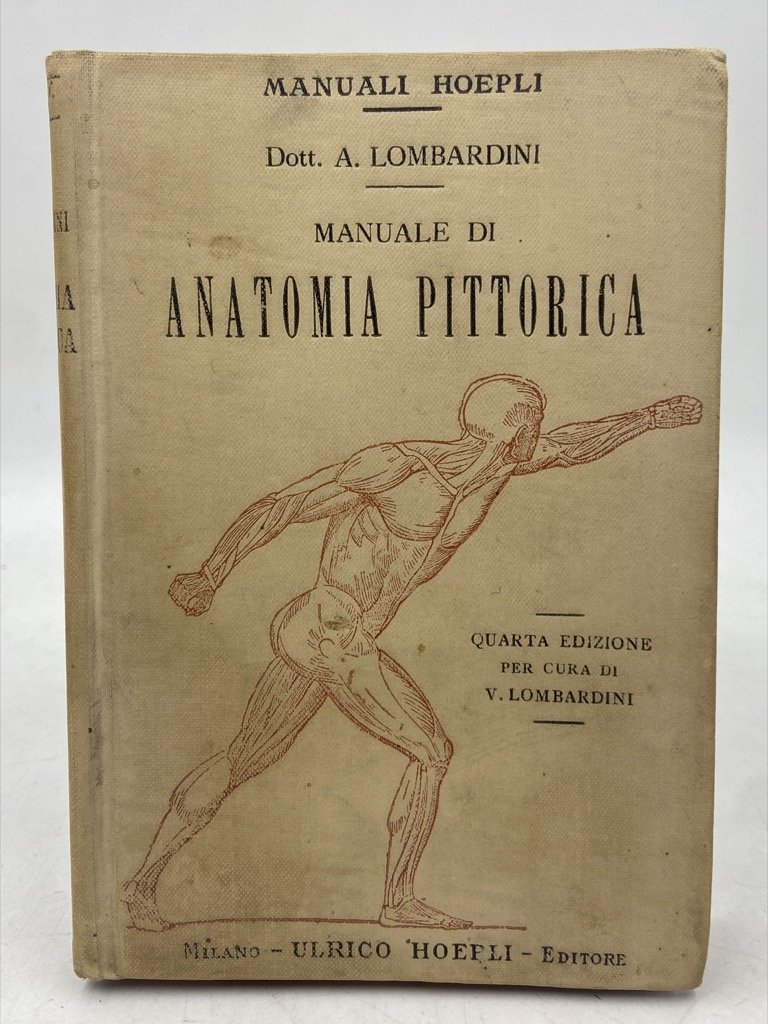 MANUALI HOEPLI
Dott. A. LOMBARDINI
MANUALE DI
ANATOMIA PITTORICA
QUARTA EDIZIONE
PER CURA DI
V. LOMBARDINI
MILANO – ULRICO HOEPLI – EDITORE